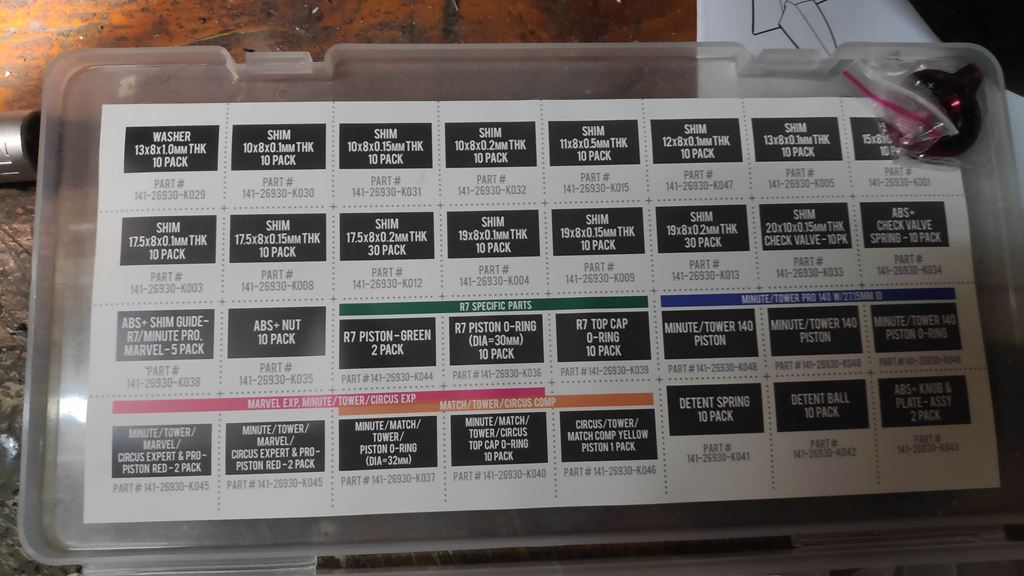 WASHER
13x8x1.0MM THK
10 PACK
PART #
141-26930-K029
SHIM
10x8x0.1MM THK
10 PACK
PART #
141-26930-K030
SHIM
10x8x0.15MM THK
10 PACK
PART #
141-26930-K031
SHIM
10x8x0.2MM THK
10 PACK
PART #
141-26930-K032
SHIM
11x8x0.5MM THK
10 PACK
PART #
141-26930-K015
SHIM
12x8x0.1MM THK
10 PACK
PART #
141-26930-K047
SHIM
13x8x0.1MM THK
10 PACK
PART #
141-26930-K005
PART #
141-26930-K001
SHIM
17.5x8x0.1MM THK
10 PACK
PART #
141-26930-K003
SHIM
17.5x8x0.15MM THK
10 PACK
PART #
141-26930-K008
SHIM
17.5x8x0.2MM THK
30 PACK
PART #
141-26930-K012
SHIM
19x8x0.1MM THK
10 PACK
PART #
141-26930-K004
SHIM
19x8x0.15MM THK
10 PACK
PART #
141-26930-K009
SHIM
19x8x0.2MM THK
30 PACK
PART #
141-26930-K013
SHIM
20x10x0.15MM THK
CHECK VALVE - 10 PK
PART #
141-26930-K033
ABS+
CHECK VALVE
SPRING - 10 PACK
PART #
141-26930-K034
R7 SPECIFIC PARTS
MINUTE/TOWER PRO 140 W/27.15MM ID
ABS+ SHIM GUIDE-
R7/MINUTE PRO,
MARVEL- 5 PACK
PART #
141-26930-K038
ABS+ NUT
10 PACK
PART #
141-26930-K035
R7 PISTON-GREEN
2 PACK
PART # 141-26930-K044
R7 PISTON O-RING
(DIA=30MM)
10 PACK
PART # 141-26930-K036
R7 TOP CAP
O-RING
10 PACK
PART # 141-26930-K039
MINUTE/TOWER 140
PISTON
PART # 141-26930-K048
MINUTE/TOWER 140
PISTON
PART # 141-26930-K048
MINUTE/TOWER 140
PISTON O-RING
PART # 141-26930-K049
MARVEL EXP, MINUTE/TOWER/CIRCUS EXP
MATCH/TOWER/CIRCUS COMP
MINUTE/TOWER/
MARVEL/
CIRCUS EXPERT & PRO-
PISTON RED-2 PACK
PART # 141-26930-K045
MINUTE/TOWER/
MARVEL/
CIRCUS EXPERT & PRO-
PISTON RED-2 PACK
PART # 141-26930-K045
MINUTE/MATCH/
TOWER/
PISTON O-RING
(DIA=32MM)
PART # 141-26930-K037
MINUTE/MATCH/
TOWER/CIRCUS
TOP CAP O-RING
10 PACK
PART # 141-26930-K040
CIRCUS/TOWER/
MATCH COMP YELLOW
PISTON 1 PACK
PART # 141-26930-K046
DETENT SPRING
10 PACK
PART #
141-26930-K041
DETENT BALL
10 PACK
PART #
141-26930-K042
ABS+ KNOB &
PLATE - ASSY
2 PACK
PART #
141-26930-K043